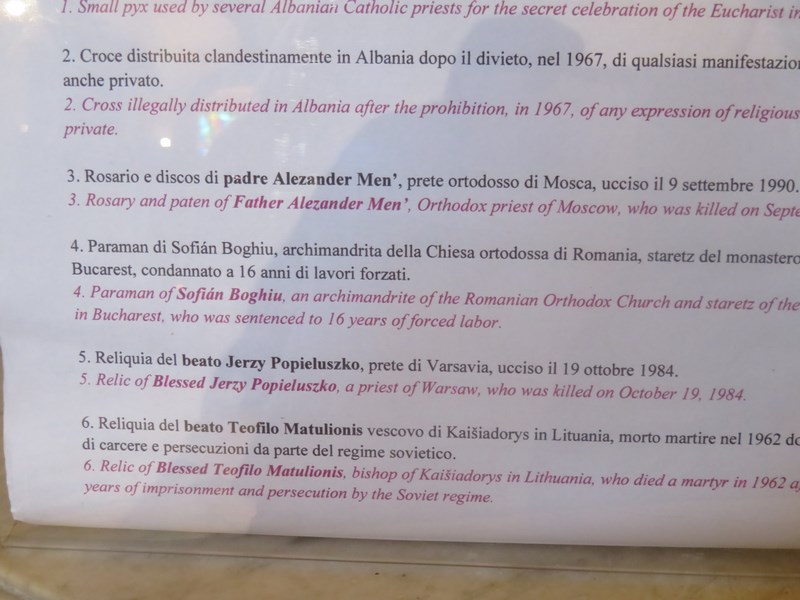 1. Small pyx used by several Albanian Catholic priests for the secret celebration of the Eucharist in
2. Croce distribuita clandestinamente in Albania dopo il divieto, nel 1967, di qualsiasi
anche privato.
2. Cross illegally distributed in Albania after the prohibition, in 1967, of any expression of religious
private.
3. Rosario e discos di padre Alezander Men’, prete ortodosso di Mosca, ucciso il 9 settembre 1990.
3. Rosary and paten of Father Alezander Men’, Orthodox priest of Moscow, who was killed on
4. Paraman di Sofián Boghiu, archimandrita della Chiesa ortodossa di Romania, staretz del monastero
Bucarest, condannato a 16 anni di lavori forzati.
4. Paraman of Sofián Boghiu, an archimandrite of the Romanian Orthodox Church and staretz of the
in Bucharest, who was sentenced to 16 years of forced labor.
5. Reliquia del beato Jerzy Popieluszko, prete di Varsavia, ucciso il 19 ottobre 1984.
5. Relic of Blessed Jerzy Popieluszko, a priest of Warsaw, who was killed on October 19, 1984.
6. Reliquia del beato Teofilo Matulionis vescovo di Kaišiadorys in Lituania, morto martire nel 1962
di carcere e persecuzioni da parte del regime sovietico.
6. Relic of Blessed Teofilo Matulionis, bishop of Kaišiadorys in Lithuania, who died a martyr in 1962
years of imprisonment and persecution by the Soviet regime.